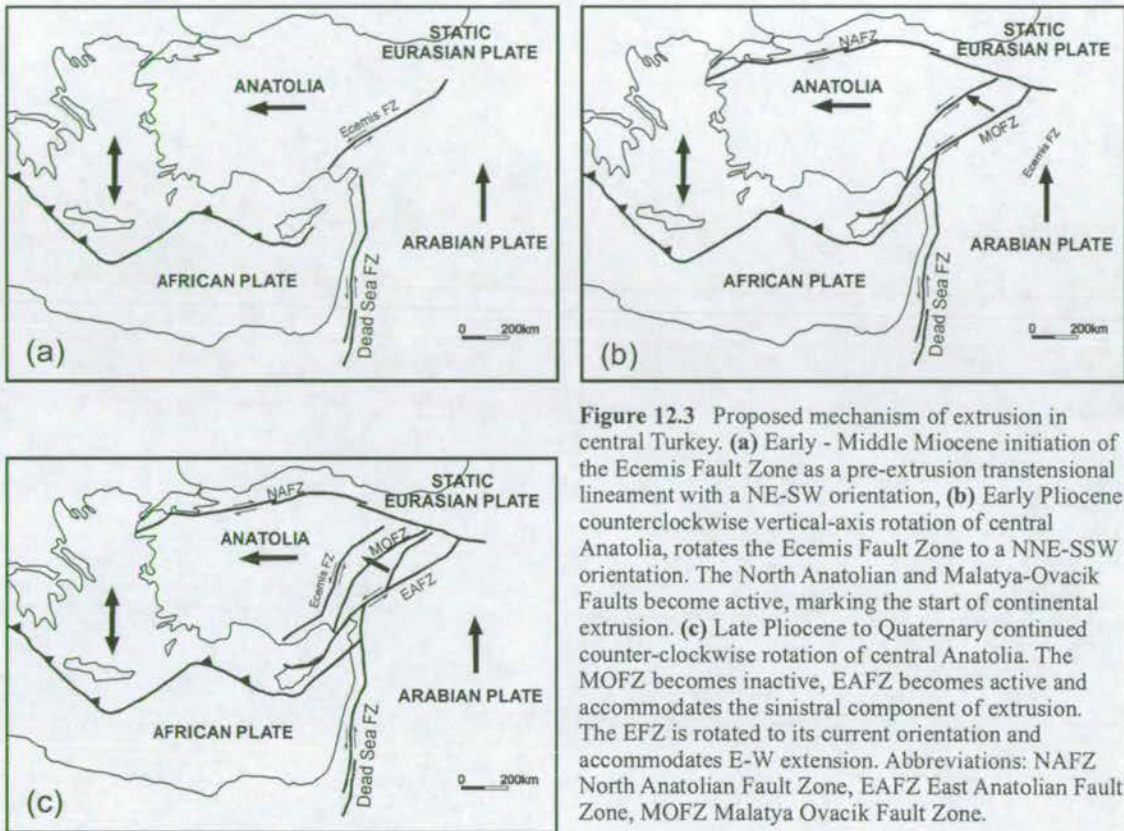 STATIC
EURASIAN PLATE
ANATOLIA
Ecemis FZ
ARABIAN PLATE
AFRICAN PLATE
Dead Sea FZ
0 200km
(a)
STATIC
EURASIAN PLATE
NAFZ
ANATOLIA
MOFZ
Ecemis FZ
ARABIAN PLATE
AFRICAN PLATE
Dead Sea FZ
0 200km
(b)
STATIC
EURASIAN PLATE
NAFZ
ANATOLIA
MOFZ
Ecemis FZ
EAFZ
ARABIAN PLATE
AFRICAN PLATE
Dead Sea FZ
0 200km
(c)
Figure 12.3 Proposed mechanism of extrusion in
central Turkey. (a) Early - Middle Miocene initiation of
the Ecemis Fault Zone as a pre-extrusion transtensional
lineament with a NE-SW orientation, (b) Early Pliocene
counterclockwise vertical-axis rotation of central
Anatolia, rotates the Ecemis Fault Zone to a NNE-SSW
orientation. The North Anatolian and Malatya-Ovacik
Faults become active, marking the start of continental
extrusion. (c) Late Pliocene to Quaternary continued
counter-clockwise rotation of central Anatolia. The
MOFZ becomes inactive, EAFZ becomes active and
accommodates the sinistral component of extrusion.
The EFZ is rotated to its current orientation and
accommodates E-W extension. Abbreviations: NAFZ
North Anatolian Fault Zone, EAFZ East Anatolian Fault
Zone, MOFZ Malatya Ovacik Fault Zone.